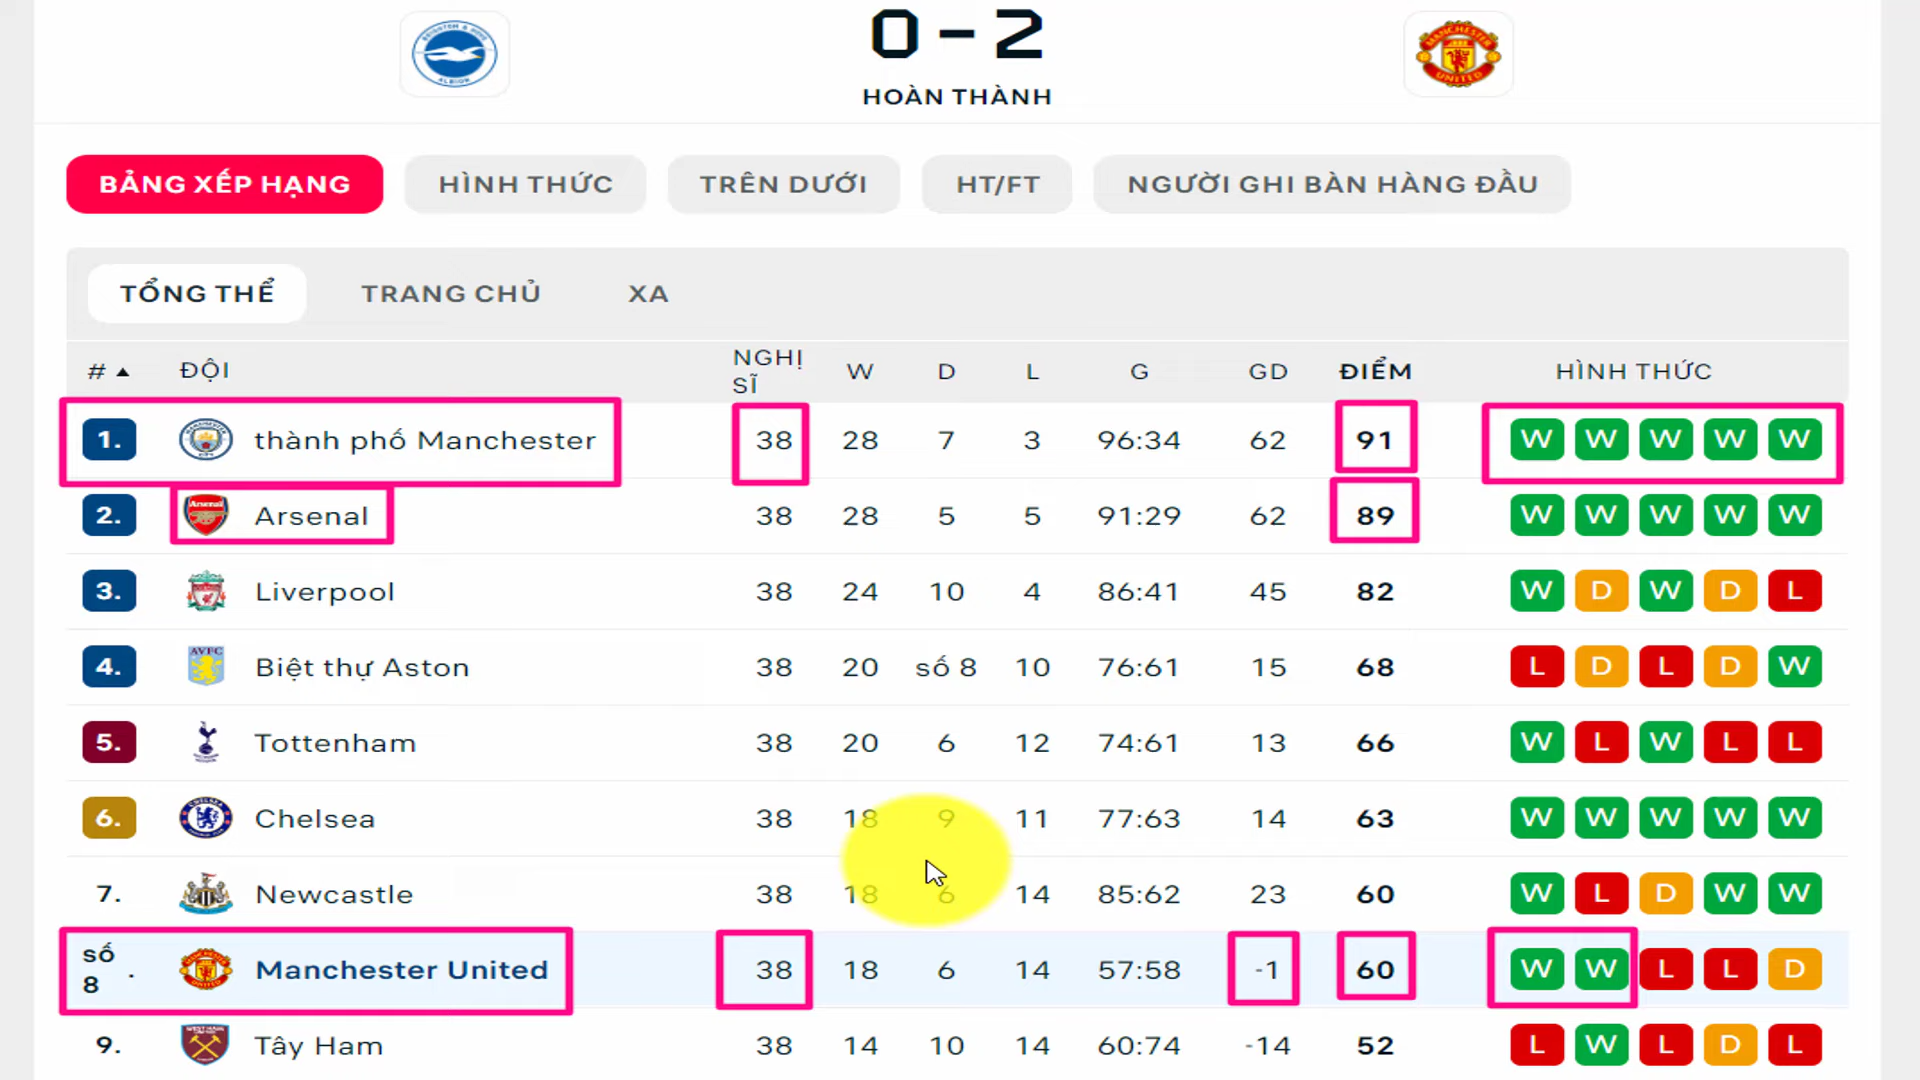 0 - 2
HOÀN THÀNH
BẢNG XẾP HẠNG HÌNH THỨC TRÊN DƯỚI HT/FT NGƯỜI GHI BÀN HÀNG ĐẦU
TỔNG THỂ TRANG CHỦ XA
# ▲ ĐỘI NGHỊ SĨ W D L G GD ĐIỂM HÌNH THỨC
1. thành phố Manchester 38 28 7 3 96:34 62 91 W W W W W
2. Arsenal 38 28 5 5 91:29 62 89 W W W W W
3. Liverpool 38 24 10 4 86:41 45 82 W D W D L
4. Biệt thự Aston 38 20 số 8 10 76:61 15 68 L D L D W
5. Tottenham 38 20 6 12 74:61 13 66 W L W L L
6. Chelsea 38 18 9 11 77:63 14 63 W W W W W
7. Newcastle 38 18 6 14 85:62 23 60 W L D W W
số 8 . Manchester United 38 18 6 14 57:58 -1 60 W W L L D
9. Tây Ham 38 14 10 14 60:74 -14 52 L W L D L